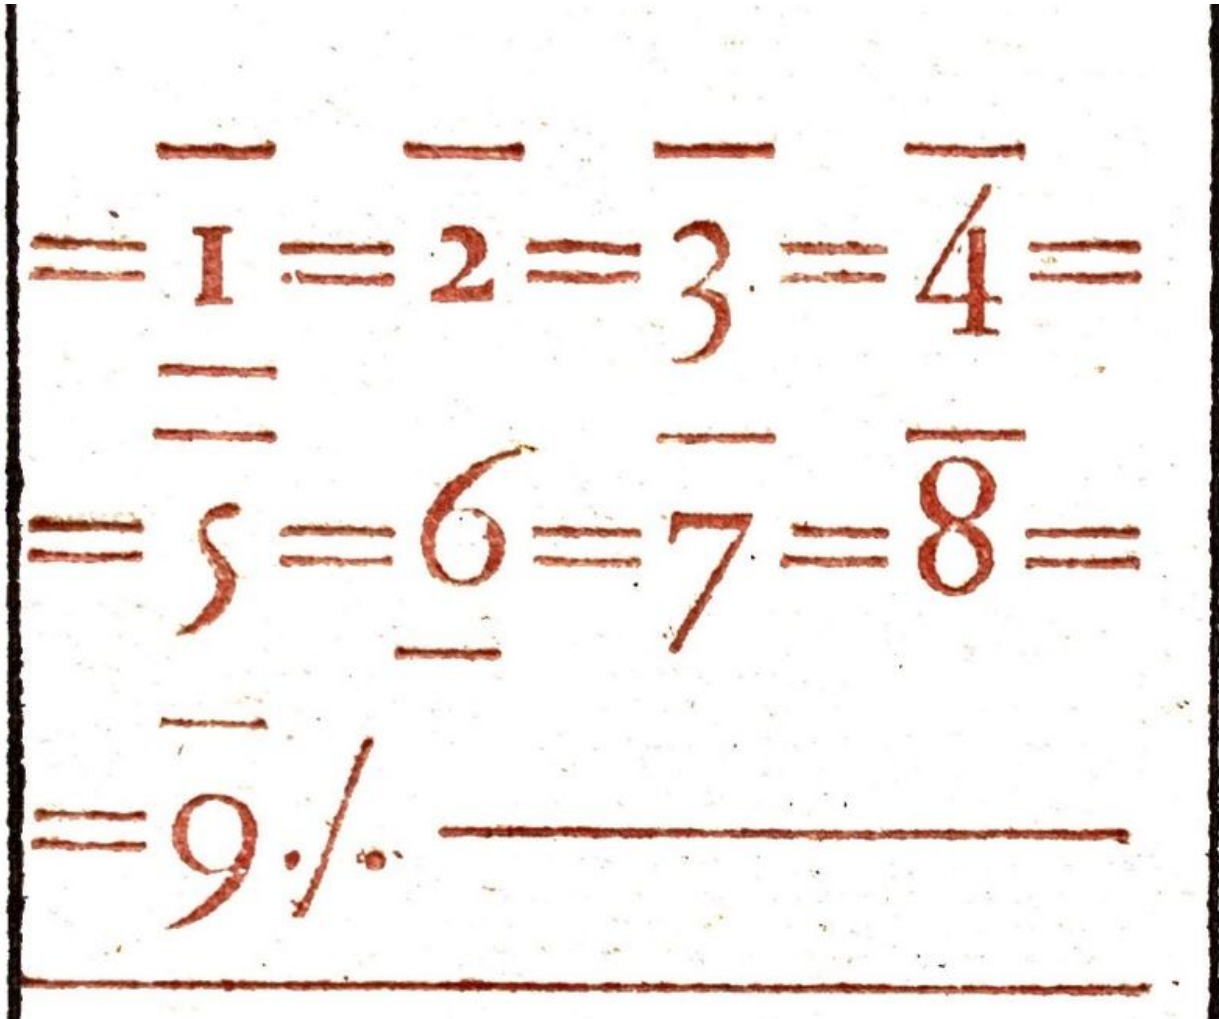 = 1 = 2 = 3 = 4 =
= 5 = 6 = 7 = 8 =
= 9 ./.